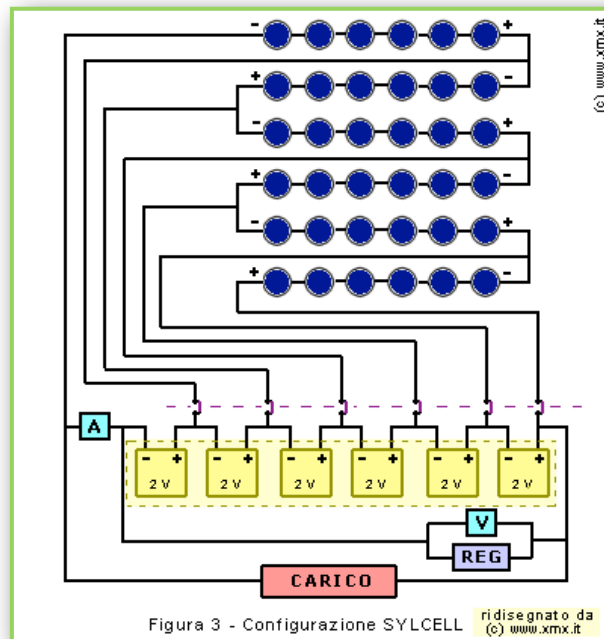 (c) www.xmx.it
- +
+ -
- +
+ -
- +
+ -
A
- + - + - + - + - + - +
2 V 2 V 2 V 2 V 2 V 2 V
V
REG
CARICO
Figura 3 - Configurazione SYLCELL
ridisegnato da
(c) www.xmx.it